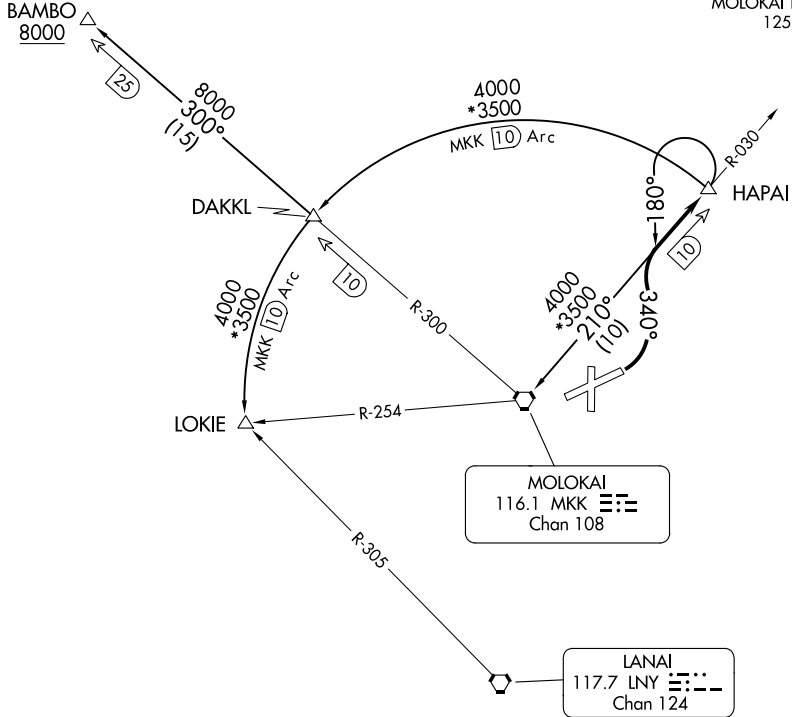 BAMBO
8000
MOLOKAI
125
25
8000
300°
(15)
4000
*3500
MKK 10 Arc
R-030
180°
HAPAI
DAKKL
10
10
4000
*3500
MKK 10 Arc
R-300
4000
*3500
210°
(10)
340°
LOKIE
R-254
MOLOKAI
116.1 MKK
Chan 108
R-305
LANAI
117.7 LNY
Chan 124